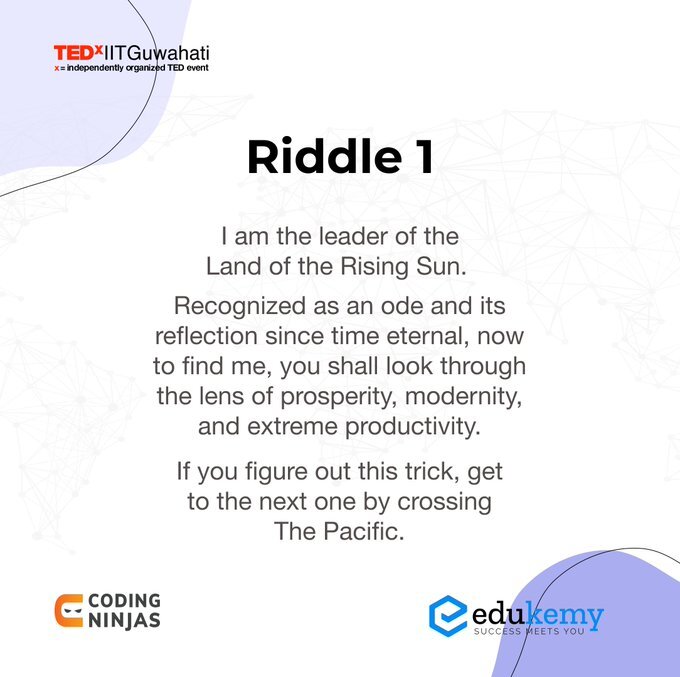 TEDxIITGuwahati
x = independently organized TED event
Riddle 1
I am the leader of the
Land of the Rising Sun.
Recognized as an ode and its
reflection since time eternal, now
to find me, you shall look through
the lens of prosperity, modernity,
and extreme productivity.
If you figure out this trick, get
to the next one by crossing
The Pacific.
CODING
NINJAS
edukemy
SUCCESS MEETS YOU